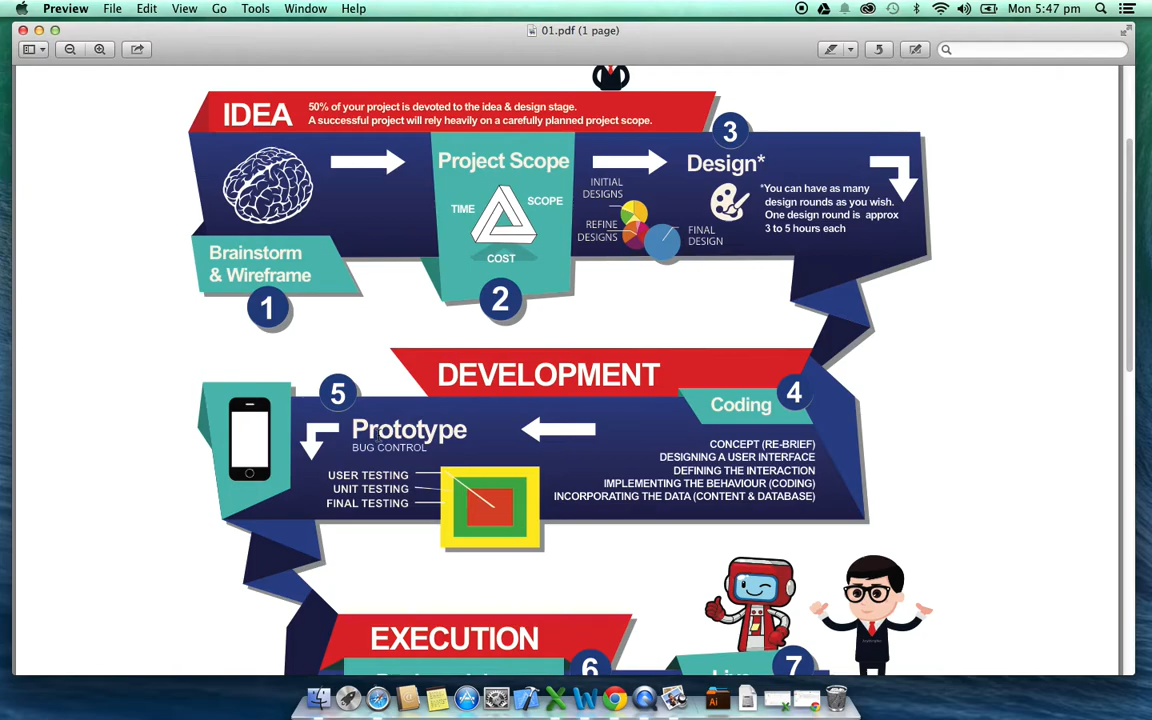 Preview File Edit View Go Tools Window Help
Mon 5:47 pm
01.pdf (1 page)
IDEA
50% of your project is devoted to the idea & design stage.
A successful project will rely heavily on a carefully planned project scope.
3
Project Scope
Design*
TIME
SCOPE
COST
INITIAL
DESIGNS
REFINE
DESIGNS
FINAL
DESIGN
*You can have as many
design rounds as you wish.
One design round is approx
3 to 5 hours each
Brainstorm
& Wireframe
1
2
DEVELOPMENT
5
4
Coding
Prototype
BUG CONTROL
USER TESTING
UNIT TESTING
FINAL TESTING
CONCEPT (RE-BRIEF)
DESIGNING A USER INTERFACE
DEFINING THE INTERACTION
IMPLEMENTING THE BEHAVIOUR (CODING)
INCORPORATING THE DATA (CONTENT & DATABASE)
EXECUTION
6
7
Live
Ai